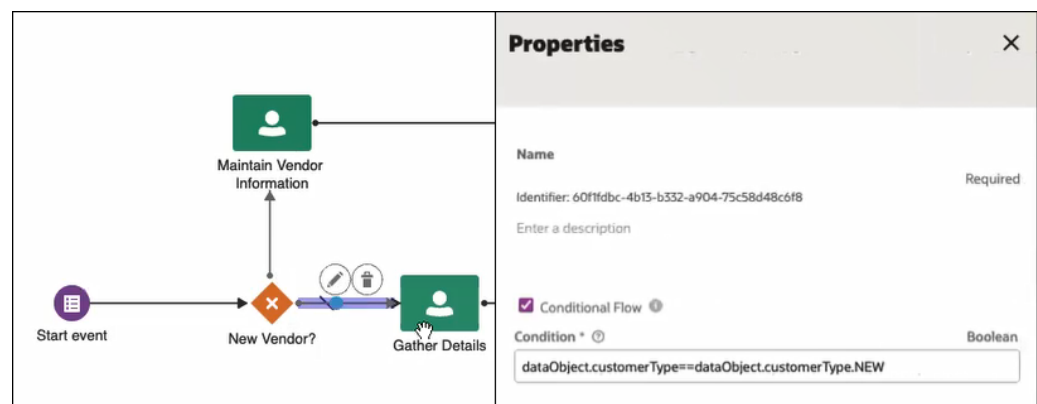 Maintain Vendor
Information
Start event
New Vendor?
Gather Details
Properties
Name
Required
Identifier: 60f1fdbc-4b13-b332-a904-75c58d48c6f8
Enter a description
Conditional Flow
Condition *
Boolean
dataObject.customerType==dataObject.customerType.NEW